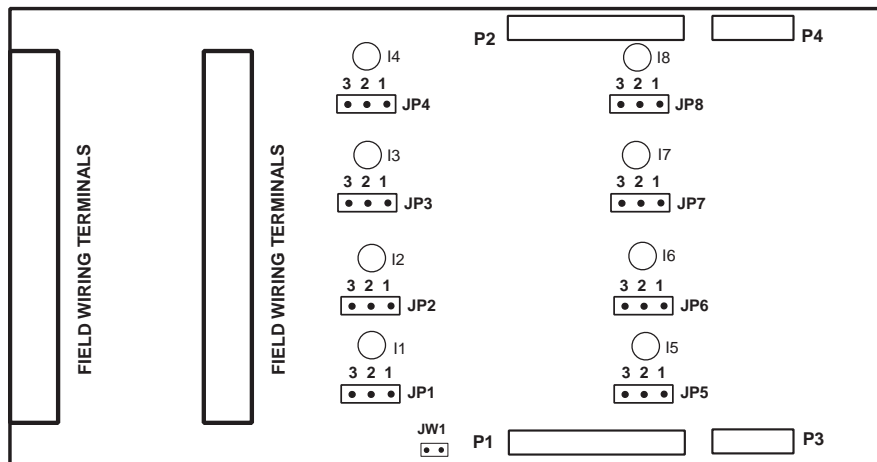 P2
P4
I4
I8
3 2 1
3 2 1
JP4
JP8
I3
I7
3 2 1
3 2 1
JP3
JP7
FIELD WIRING TERMINALS
FIELD WIRING TERMINALS
I2
I6
3 2 1
3 2 1
JP2
JP6
I1
I5
3 2 1
3 2 1
JP1
JP5
JW1
P1
P3